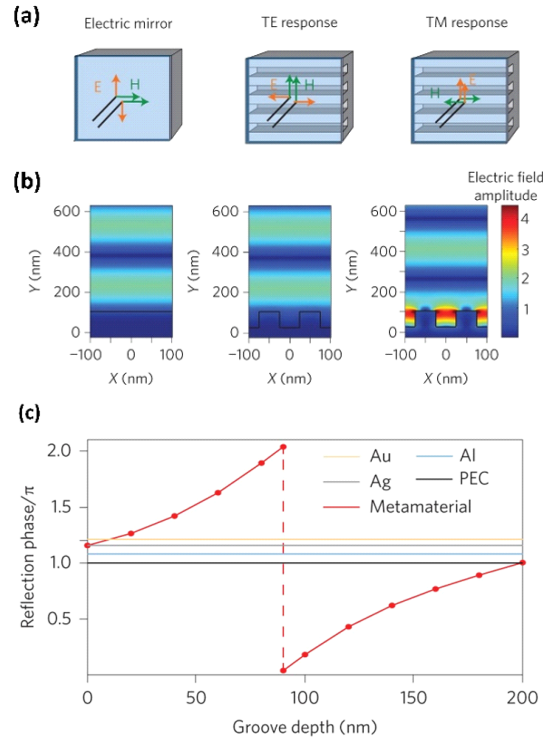 (a)
Electric mirror
TE response
TM response
E
H
E
H
E
H
(b)
Electric field
amplitude
600
400
200
0
Y (nm)
−100
0
100
X (nm)
600
400
200
0
Y (nm)
−100
0
100
X (nm)
600
400
200
0
Y (nm)
−100
0
100
X (nm)
4
3
2
1
(c)
2.0
1.5
1.0
0.5
Reflection phase/π
Au
Al
Ag
PEC
Metamaterial
0
50
100
150
200
Groove depth (nm)